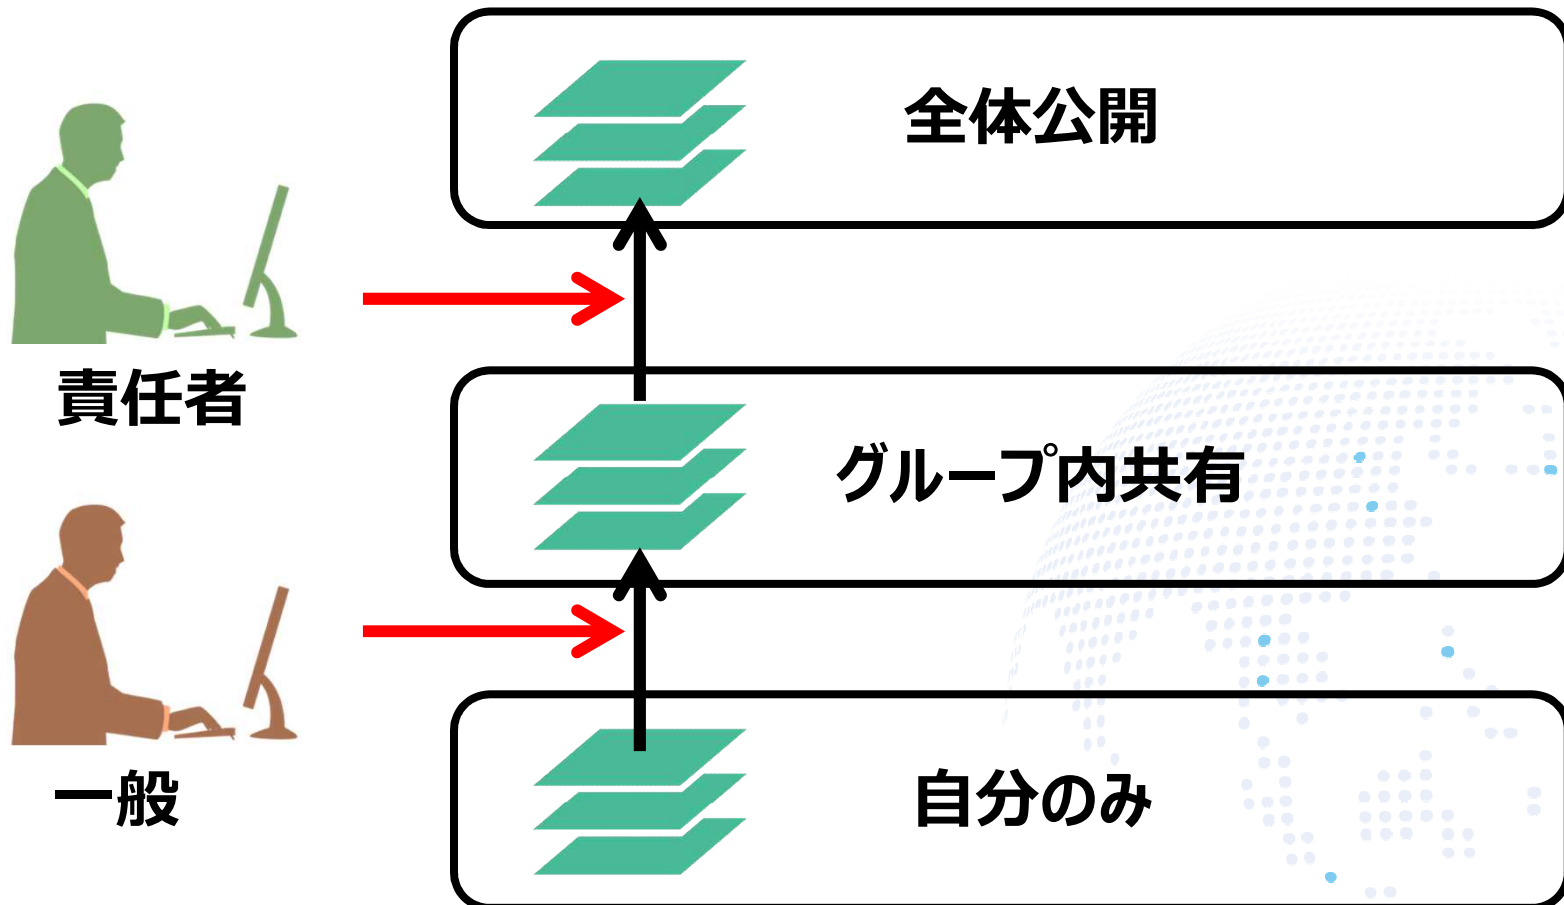 全体公開
責任者
グループ内共有
一般
自分のみ